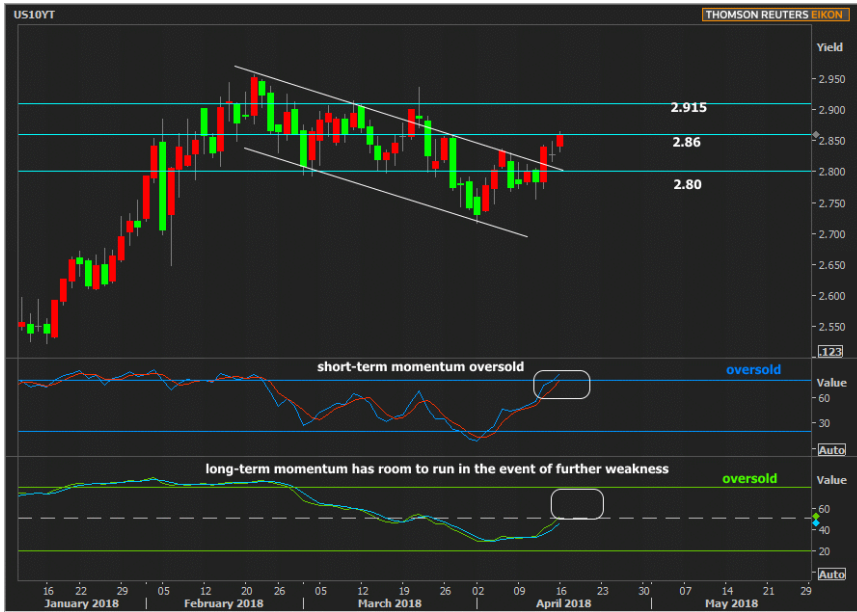 US10YT
THOMSON REUTERS EIKON
Yield
2.950
2.915
2.900
2.86
2.850
2.80
2.800
2.750
2.700
2.650
2.600
2.550
.123
short-term momentum oversold
oversold
Value
60
30
Auto
long-term momentum has room to run in the event of further weakness
oversold
Value
60
40
20
Auto
16 22 29 05 12 20 26 05 12 19 26 02 09 16 23 30 07 14 21 29
January 2018 February 2018 March 2018 April 2018 May 2018